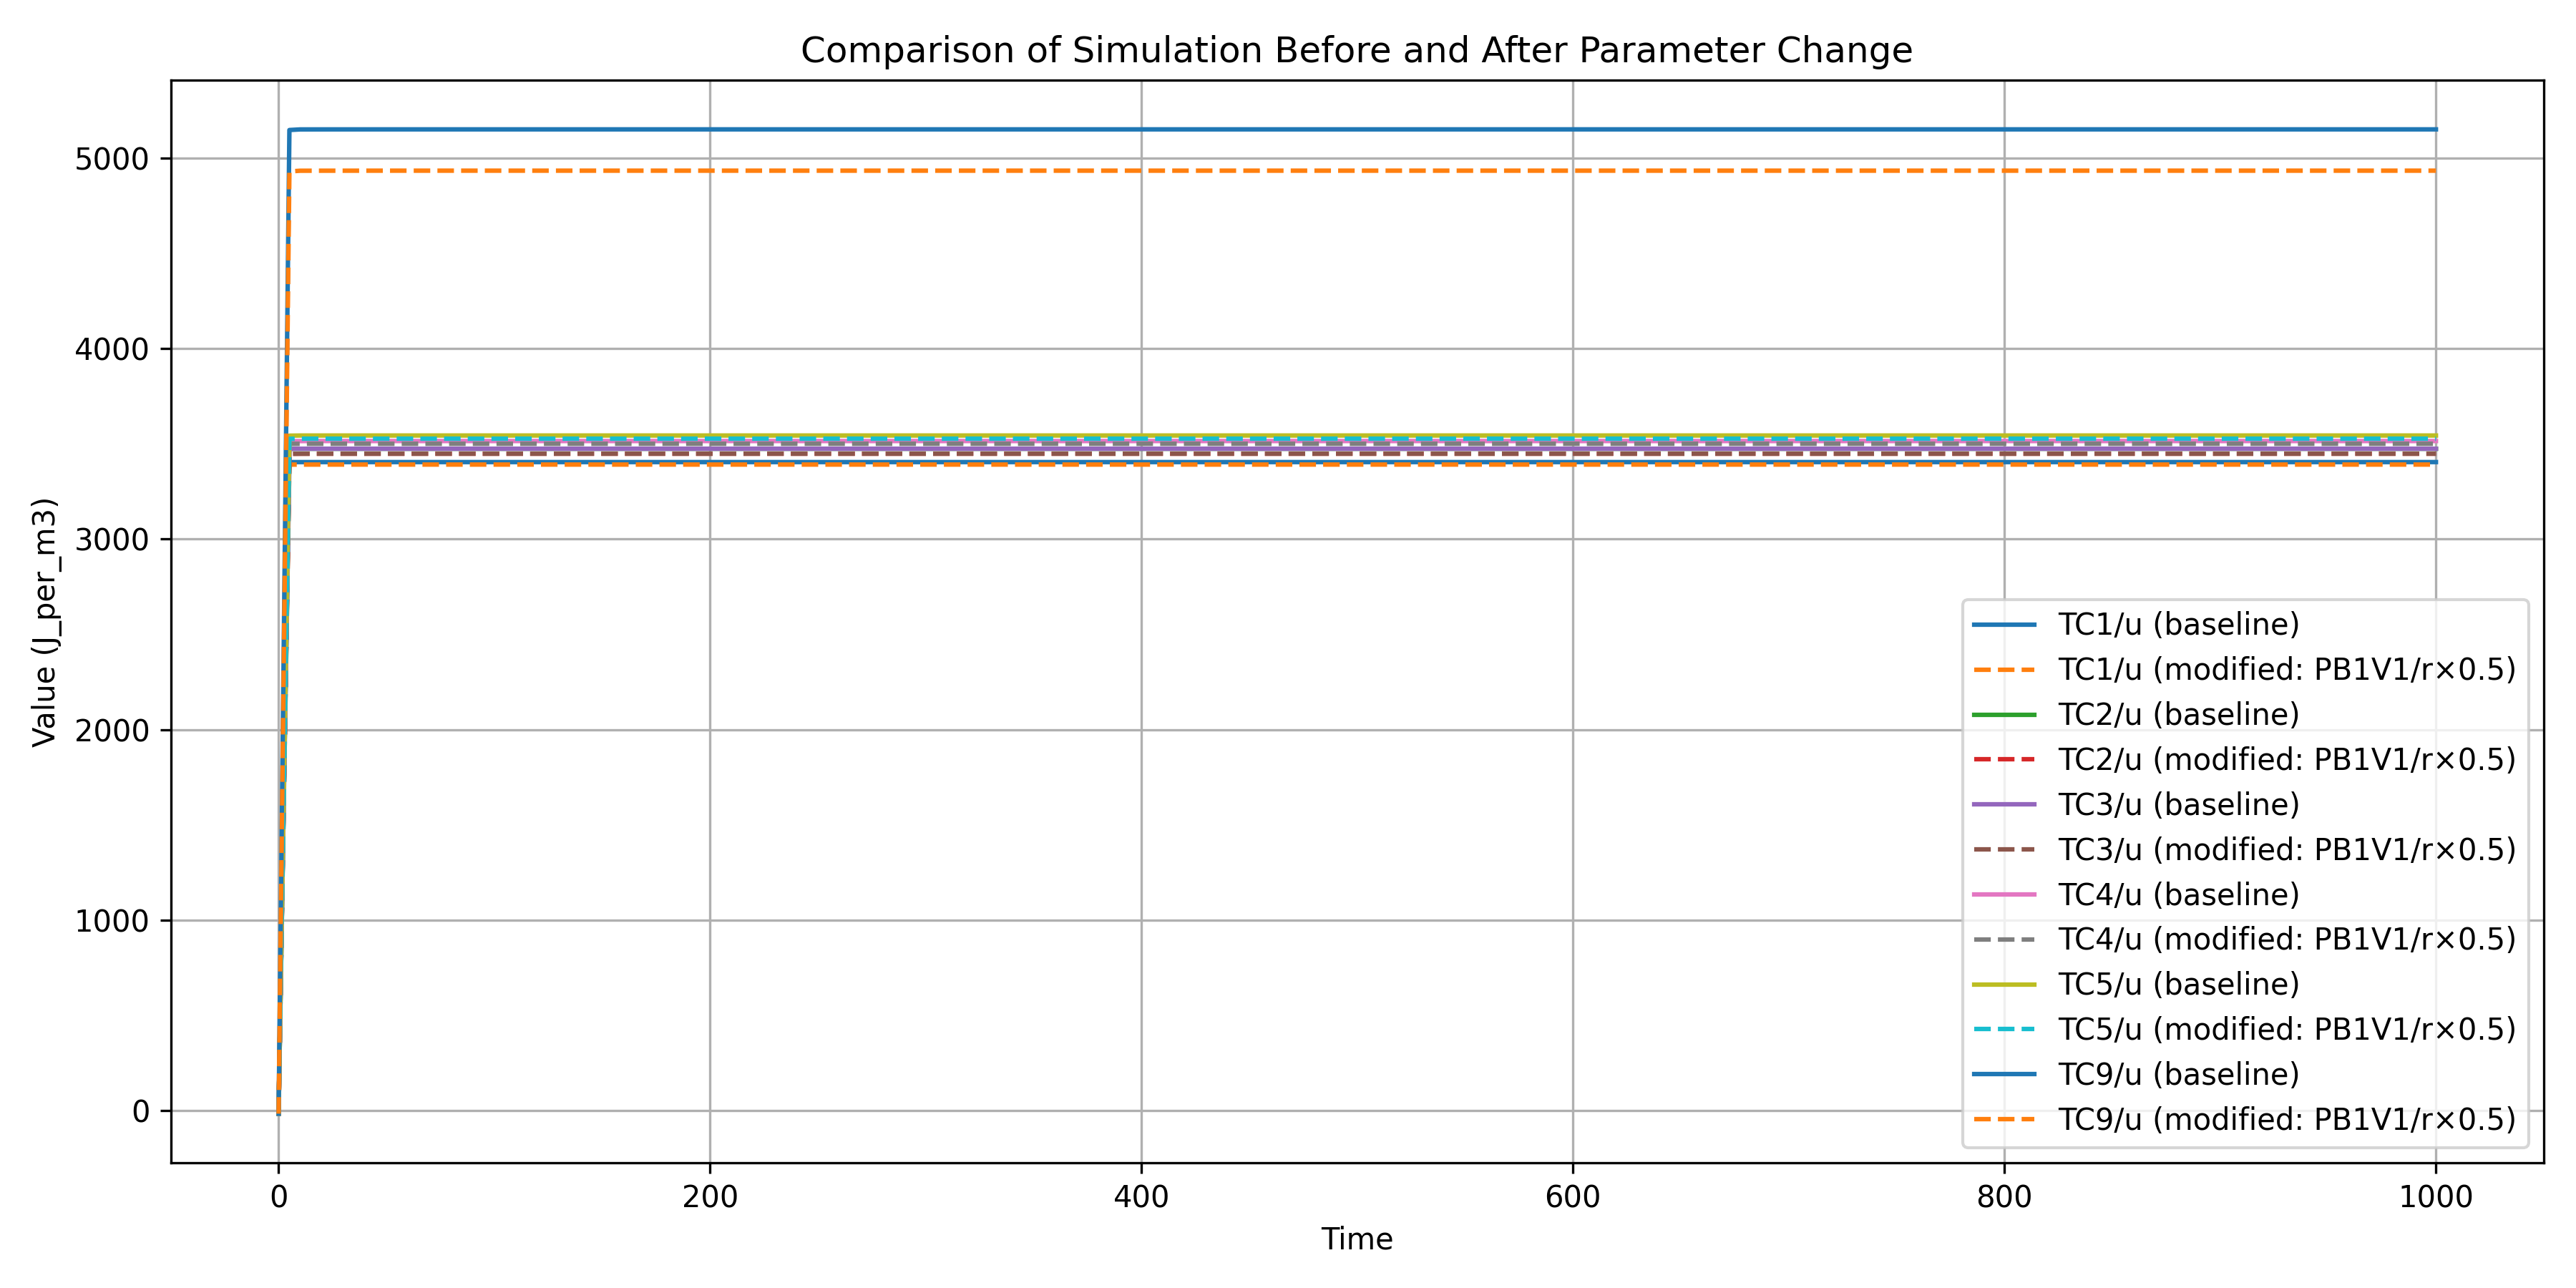 Comparison of Simulation Before and After Parameter Change
Value (J_per_m3)
5000
4000
3000
2000
1000
0
TC1/u (baseline)
TC1/u (modified: PB1V1/r×0.5)
TC2/u (baseline)
TC2/u (modified: PB1V1/r×0.5)
TC3/u (baseline)
TC3/u (modified: PB1V1/r×0.5)
TC4/u (baseline)
TC4/u (modified: PB1V1/r×0.5)
TC5/u (baseline)
TC5/u (modified: PB1V1/r×0.5)
TC9/u (baseline)
TC9/u (modified: PB1V1/r×0.5)
0 200 400 600 800 1000
Time